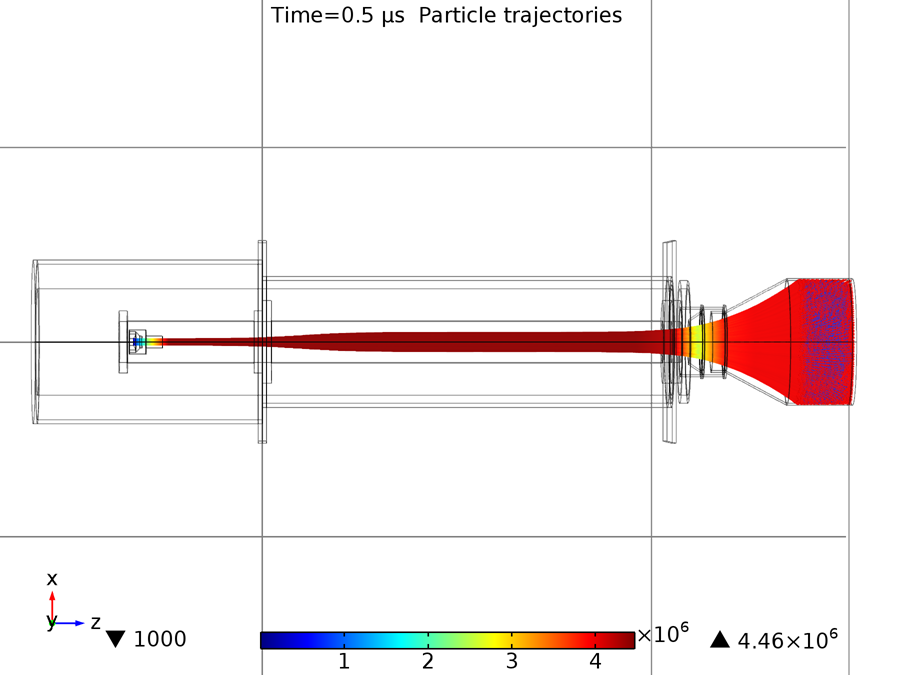 Time=0.5 µs  Particle trajectories
x
y z
▼ 1000
1 2 3 4
×10⁶
▲ 4.46×10⁶